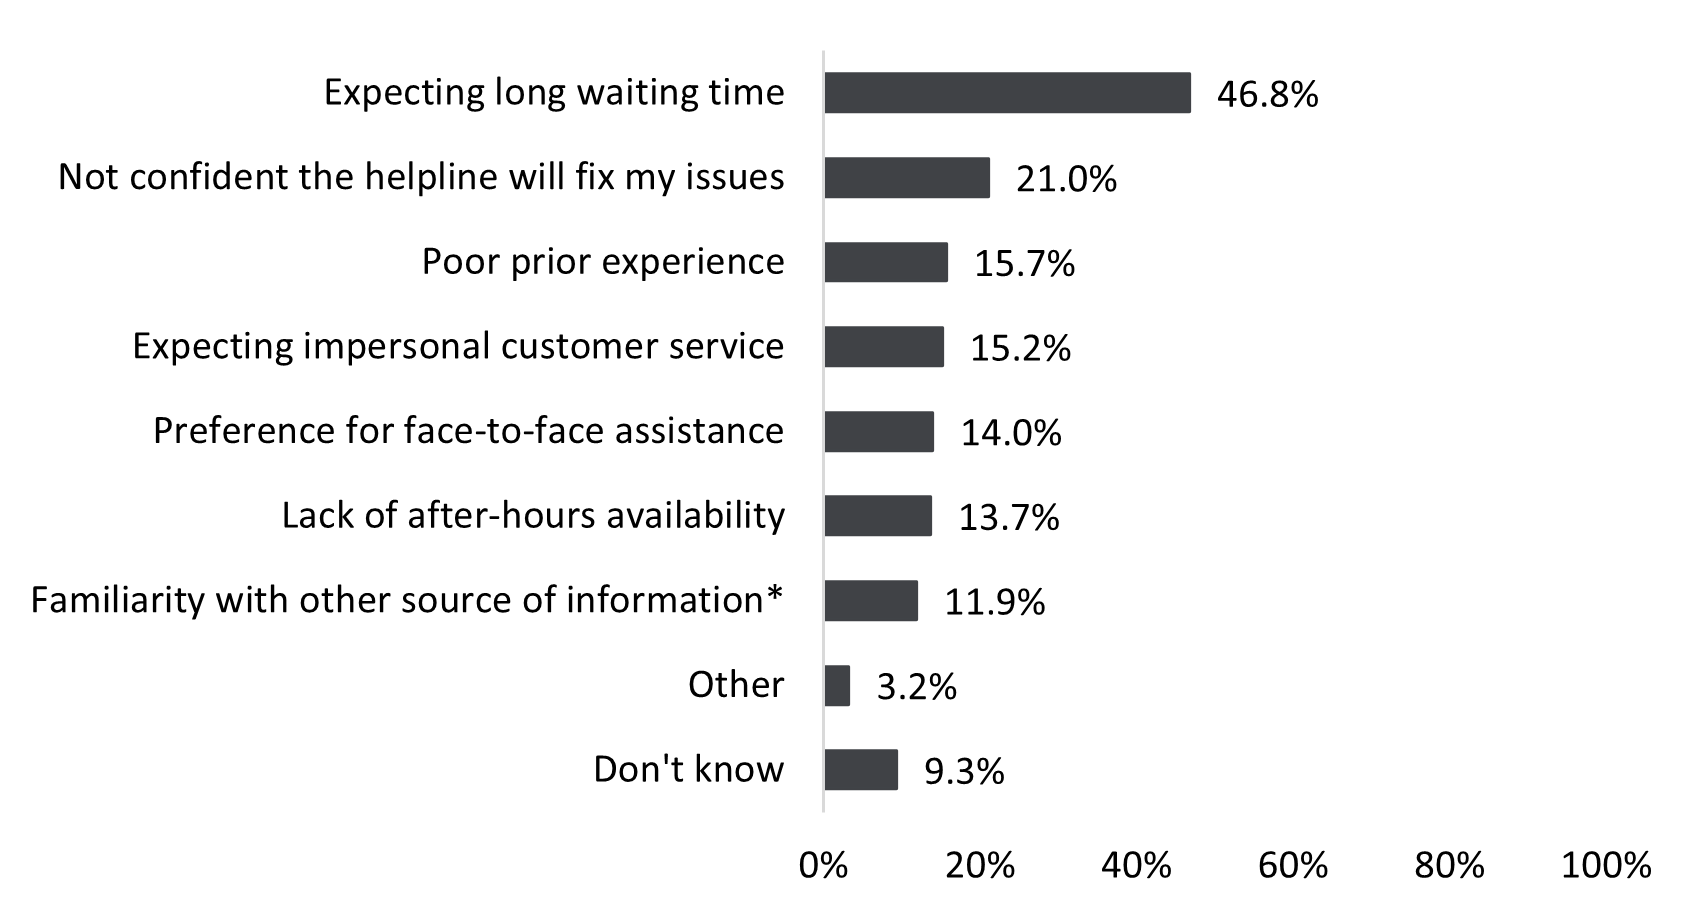 Expecting long waiting time 46.8%
Not confident the helpline will fix my issues 21.0%
Poor prior experience 15.7%
Expecting impersonal customer service 15.2%
Preference for face-to-face assistance 14.0%
Lack of after-hours availability 13.7%
Familiarity with other source of information* 11.9%
Other 3.2%
Don't know 9.3%
0% 20% 40% 60% 80% 100%